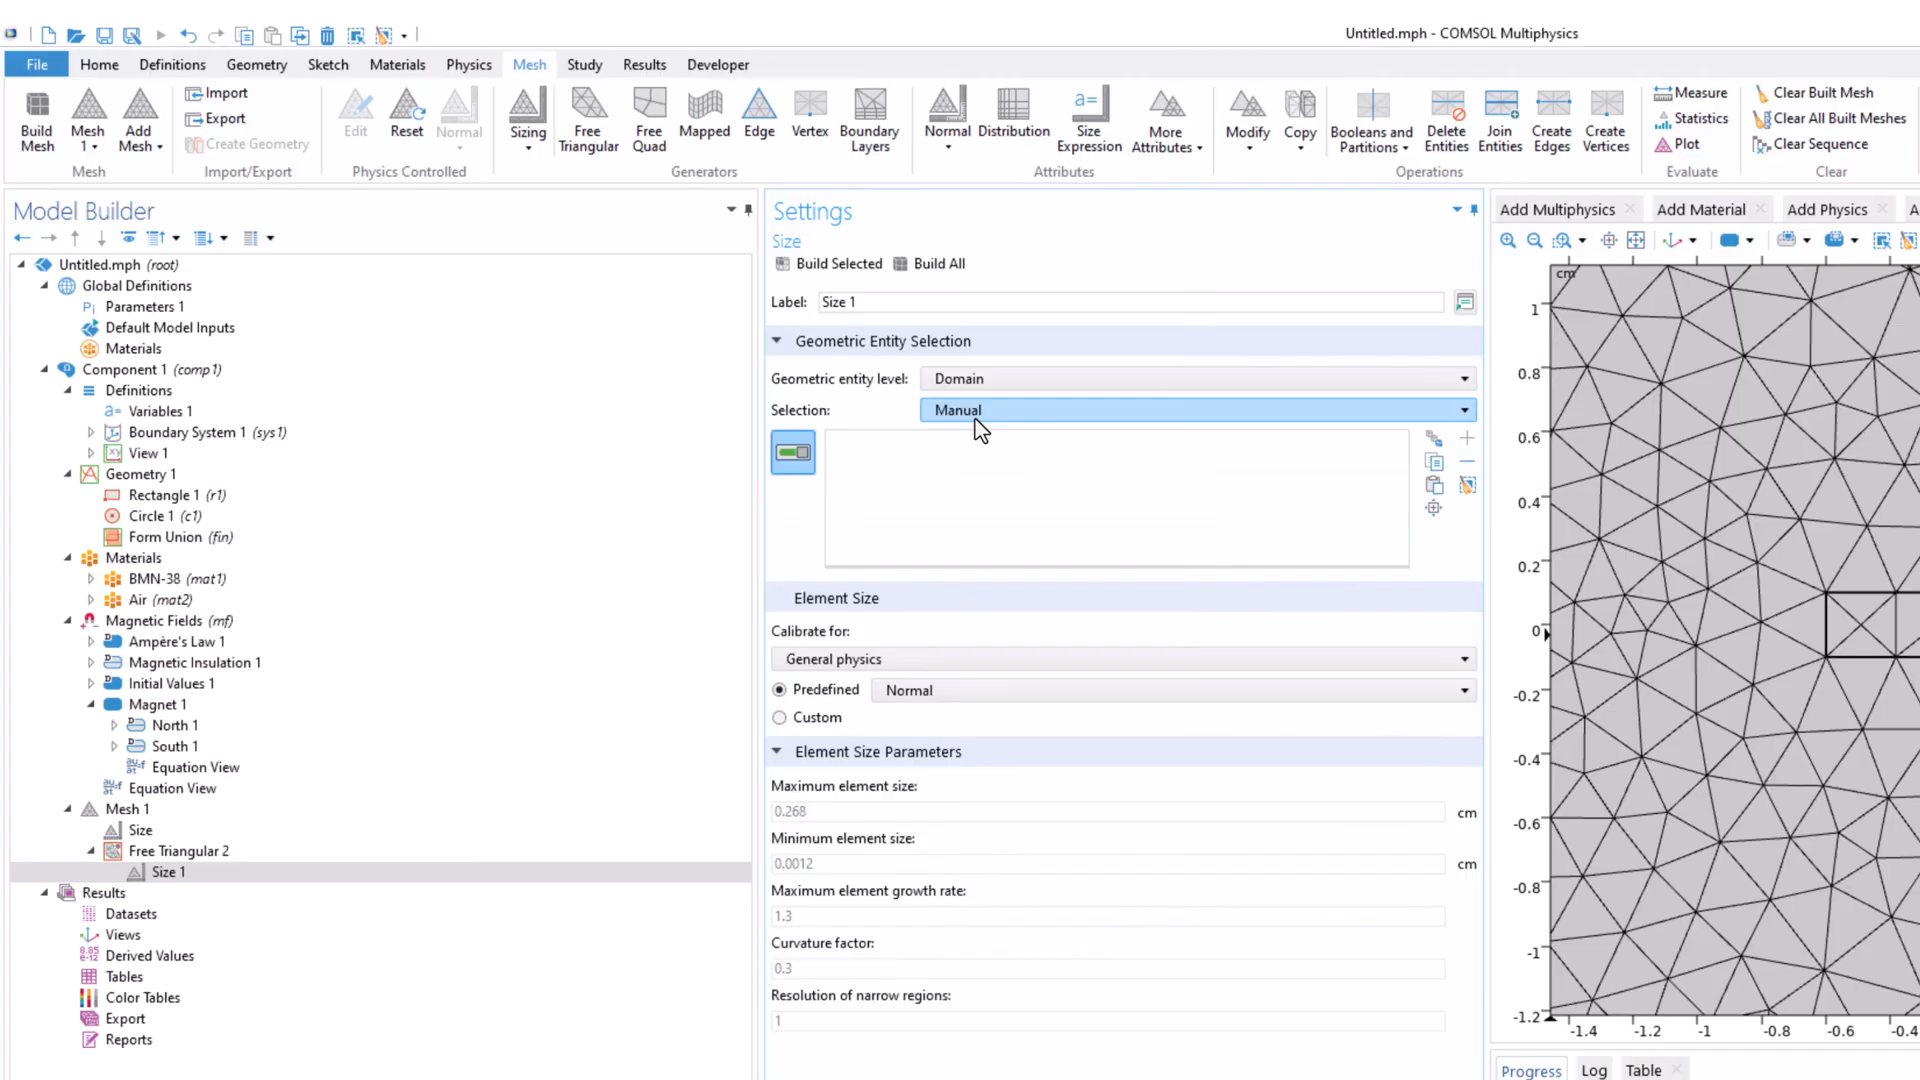 Untitled.mph - COMSOL Multiphysics
File Home Definitions Geometry Sketch Materials Physics Mesh Study Results Developer
Build Mesh
Mesh 1
Add Mesh
Mesh
Import
Export
Create Geometry
Import/Export
Edit
Reset
Normal
Physics Controlled
Sizing
Free Triangular
Free Quad
Mapped
Edge
Vertex
Boundary Layers
Generators
Normal
Distribution
Size Expression
More Attributes
Attributes
Modify
Copy
Booleans and Partitions
Delete Entities
Join Entities
Create Edges
Create Vertices
Operations
Measure
Statistics
Plot
Evaluate
Clear Built Mesh
Clear All Built Meshes
Clear Sequence
Clear
Model Builder
Untitled.mph (root)
Global Definitions
Pi Parameters 1
Default Model Inputs
Materials
Component 1 (comp1)
Definitions
a= Variables 1
Boundary System 1 (sys1)
View 1
Geometry 1
Rectangle 1 (r1)
Circle 1 (c1)
Form Union (fin)
Materials
BMN-38 (mat1)
Air (mat2)
Magnetic Fields (mf)
Ampère's Law 1
Magnetic Insulation 1
Initial Values 1
Magnet 1
North 1
South 1
Equation View
Equation View
Mesh 1
Size
Free Triangular 2
Size 1
Results
Datasets
Views
Derived Values
Tables
Color Tables
Export
Reports
Settings
Size
Build Selected Build All
Label: Size 1
Geometric Entity Selection
Geometric entity level: Domain
Selection: Manual
Element Size
Calibrate for:
General physics
Predefined Normal
Custom
Element Size Parameters
Maximum element size:
0.268 cm
Minimum element size:
0.0012 cm
Maximum element growth rate:
1.3
Curvature factor:
0.3
Resolution of narrow regions:
1
Add Multiphysics Add Material Add Physics A
cm
1
0.8
0.6
0.4
0.2
0
-0.2
-0.4
-0.6
-0.8
-1
-1.2
-1.4 -1.2 -1 -0.8 -0.6 -0.4
Progress Log Table